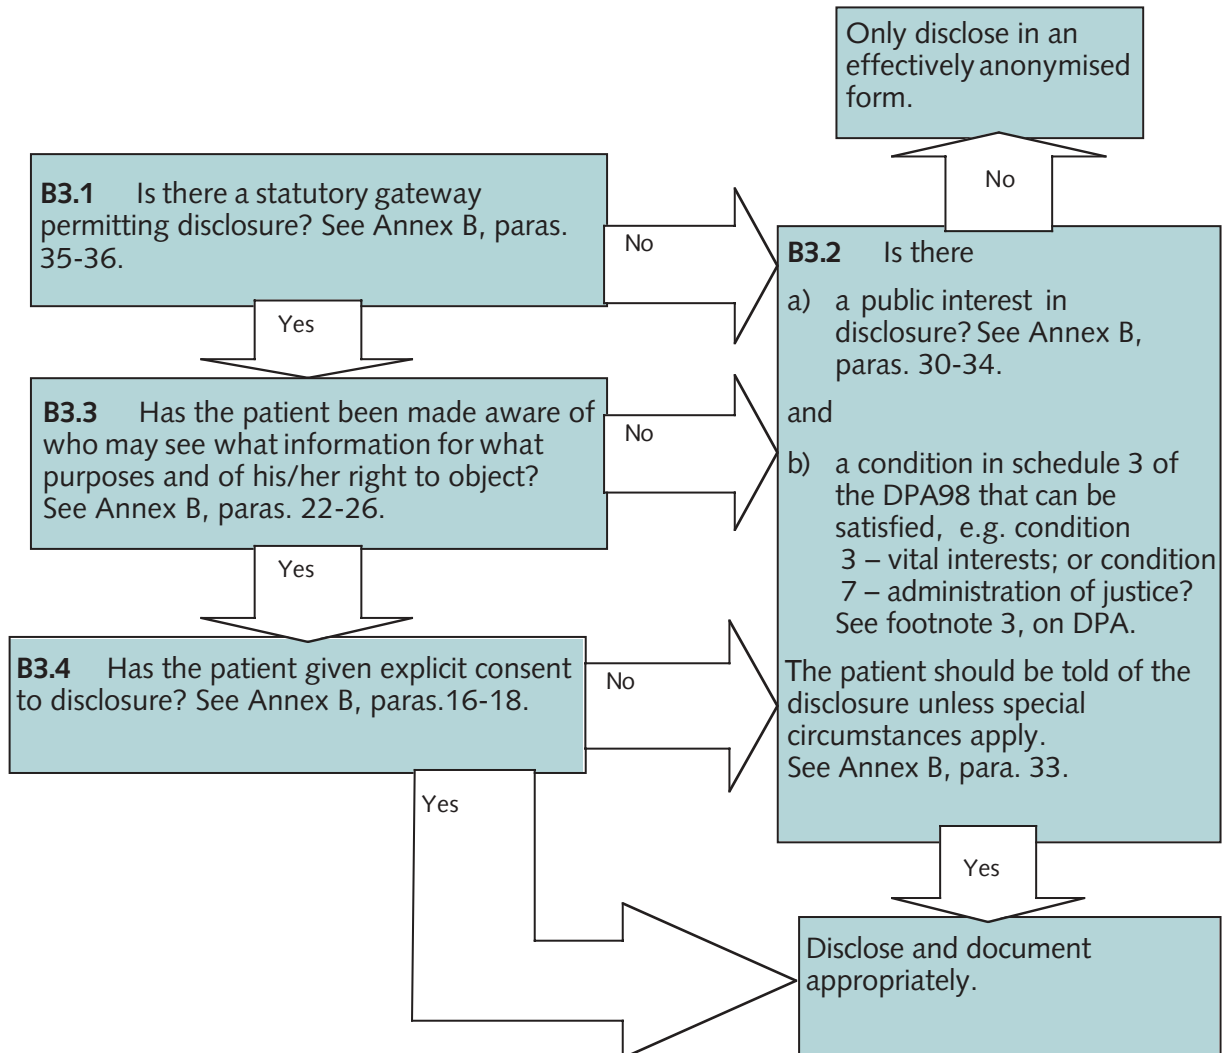 Only disclose in an
effectively anonymised
form.
No
B3.1 Is there a statutory gateway
permitting disclosure? See Annex B, paras.
35-36.
No
Yes
B3.2 Is there
a) a public interest in
disclosure? See Annex B,
paras. 30-34.
and
b) a condition in schedule 3 of
the DPA98 that can be
satisfied, e.g. condition
3 – vital interests; or condition
7 – administration of justice?
See footnote 3, on DPA.
The patient should be told of the
disclosure unless special
circumstances apply.
See Annex B, para. 33.
B3.3 Has the patient been made aware of
who may see what information for what
purposes and of his/her right to object?
See Annex B, paras. 22-26.
No
Yes
B3.4 Has the patient given explicit consent
to disclosure? See Annex B, paras.16-18.
No
Yes
Yes
Disclose and document
appropriately.